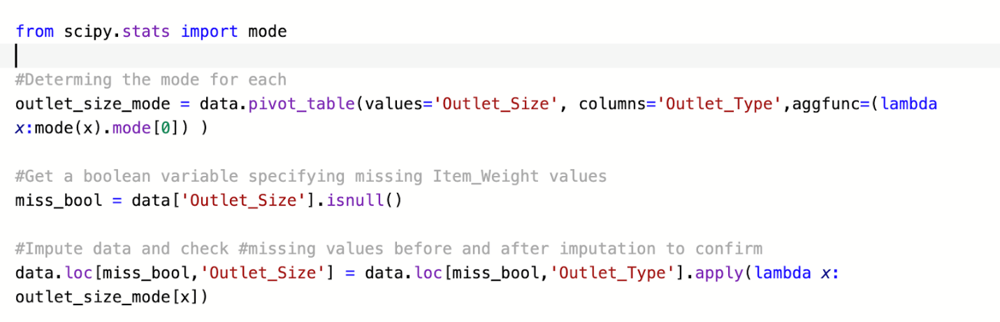 from scipy.stats import mode
#Determing the mode for each
outlet_size_mode = data.pivot_table(values='Outlet_Size', columns='Outlet_Type',aggfunc=(lambda
x:mode(x).mode[0]) )
#Get a boolean variable specifying missing Item_Weight values
miss_bool = data['Outlet_Size'].isnull()
#Impute data and check #missing values before and after imputation to confirm
data.loc[miss_bool,'Outlet_Size'] = data.loc[miss_bool,'Outlet_Type'].apply(lambda x:
outlet_size_mode[x])